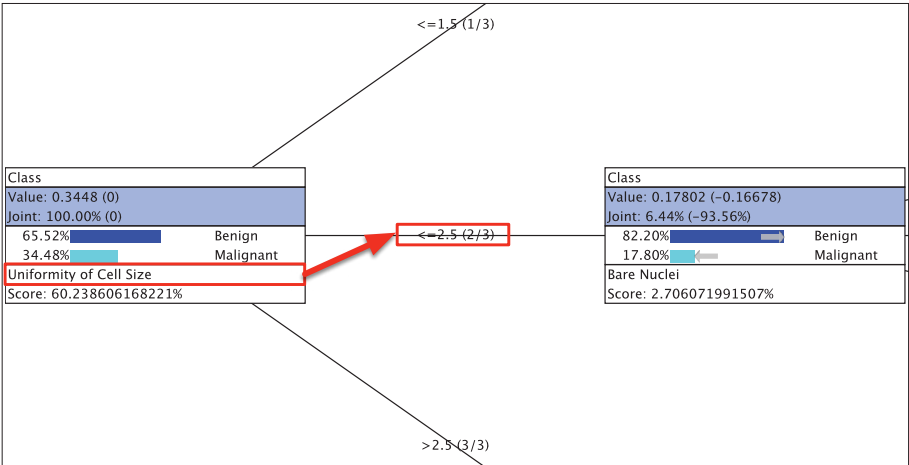 <=1.5 (1/3)
Class
Value: 0.3448 (0)
Joint: 100.00% (0)
65.52% Benign
34.48% Malignant
Uniformity of Cell Size
Score: 60.238606168221%
<=2.5 (2/3)
Class
Value: 0.17802 (-0.16678)
Joint: 6.44% (-93.56%)
82.20% Benign
17.80% Malignant
Bare Nuclei
Score: 2.706071991507%
>2.5 (3/3)